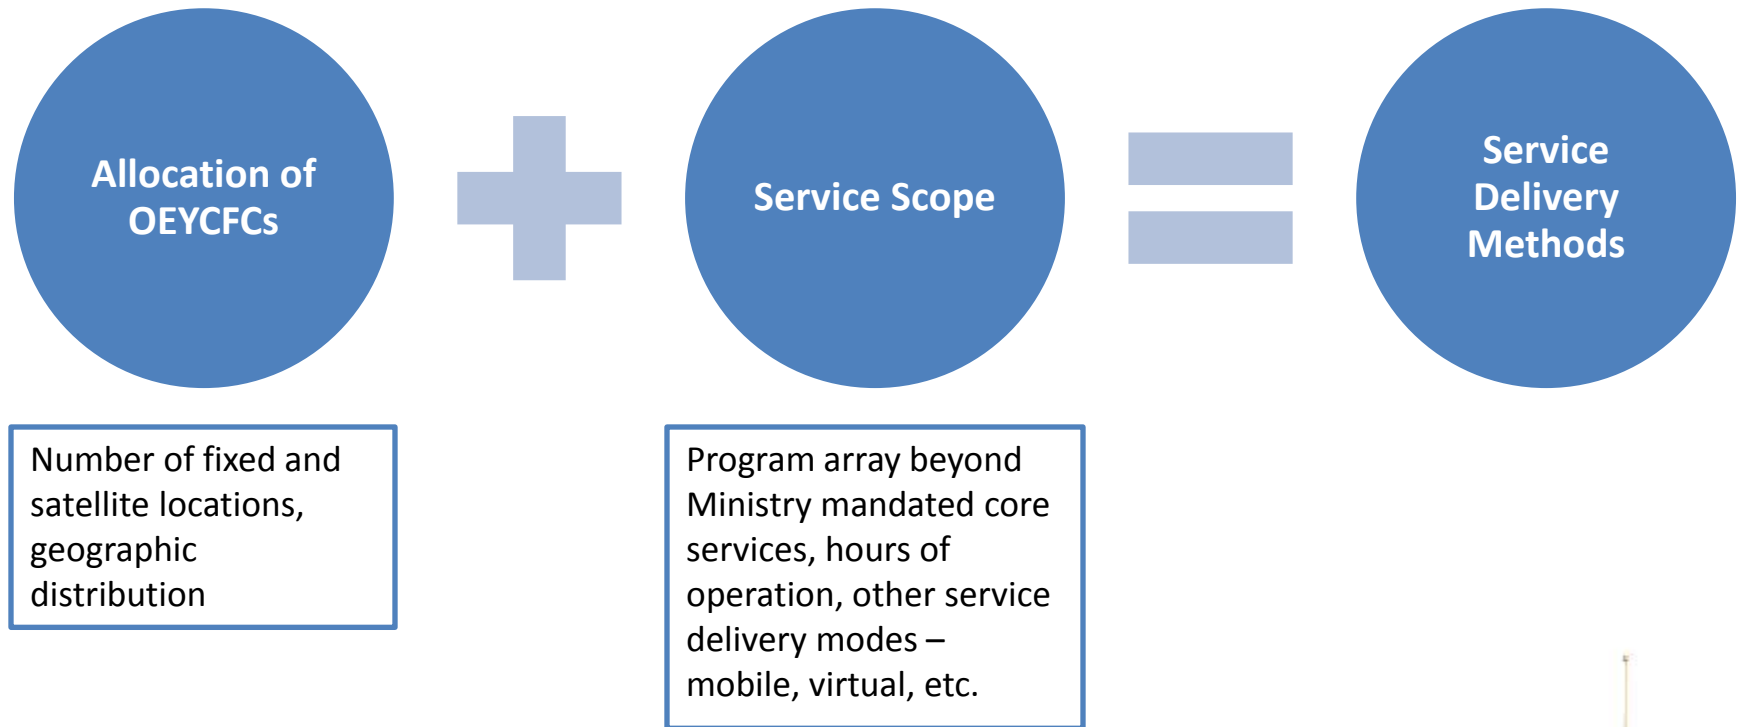 Allocation of
OEYCFCs
Service Scope
Service
Delivery
Methods
Number of fixed and
satellite locations,
geographic
distribution
Program array beyond
Ministry mandated core
services, hours of
operation, other service
delivery modes –
mobile, virtual, etc.